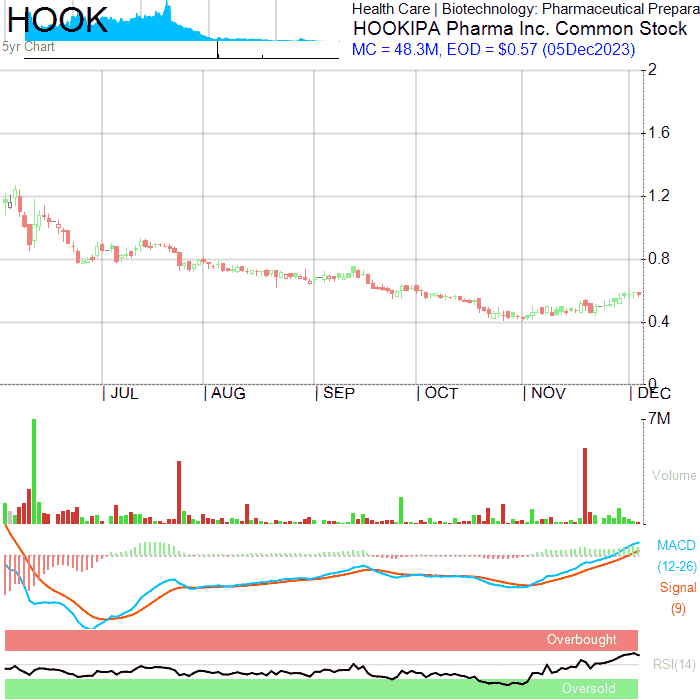 HOOK
5yr Chart
Health Care | Biotechnology: Pharmaceutical Prepara
HOOKIPA Pharma Inc. Common Stock
MC = 48.3M, EOD = $0.57 (05Dec2023)
2
1.6
1.2
0.8
0.4
0
JUL AUG SEP OCT NOV DEC
7M
Volume
MACD
(12-26)
Signal
(9)
Overbought
RSI(14)
Oversold